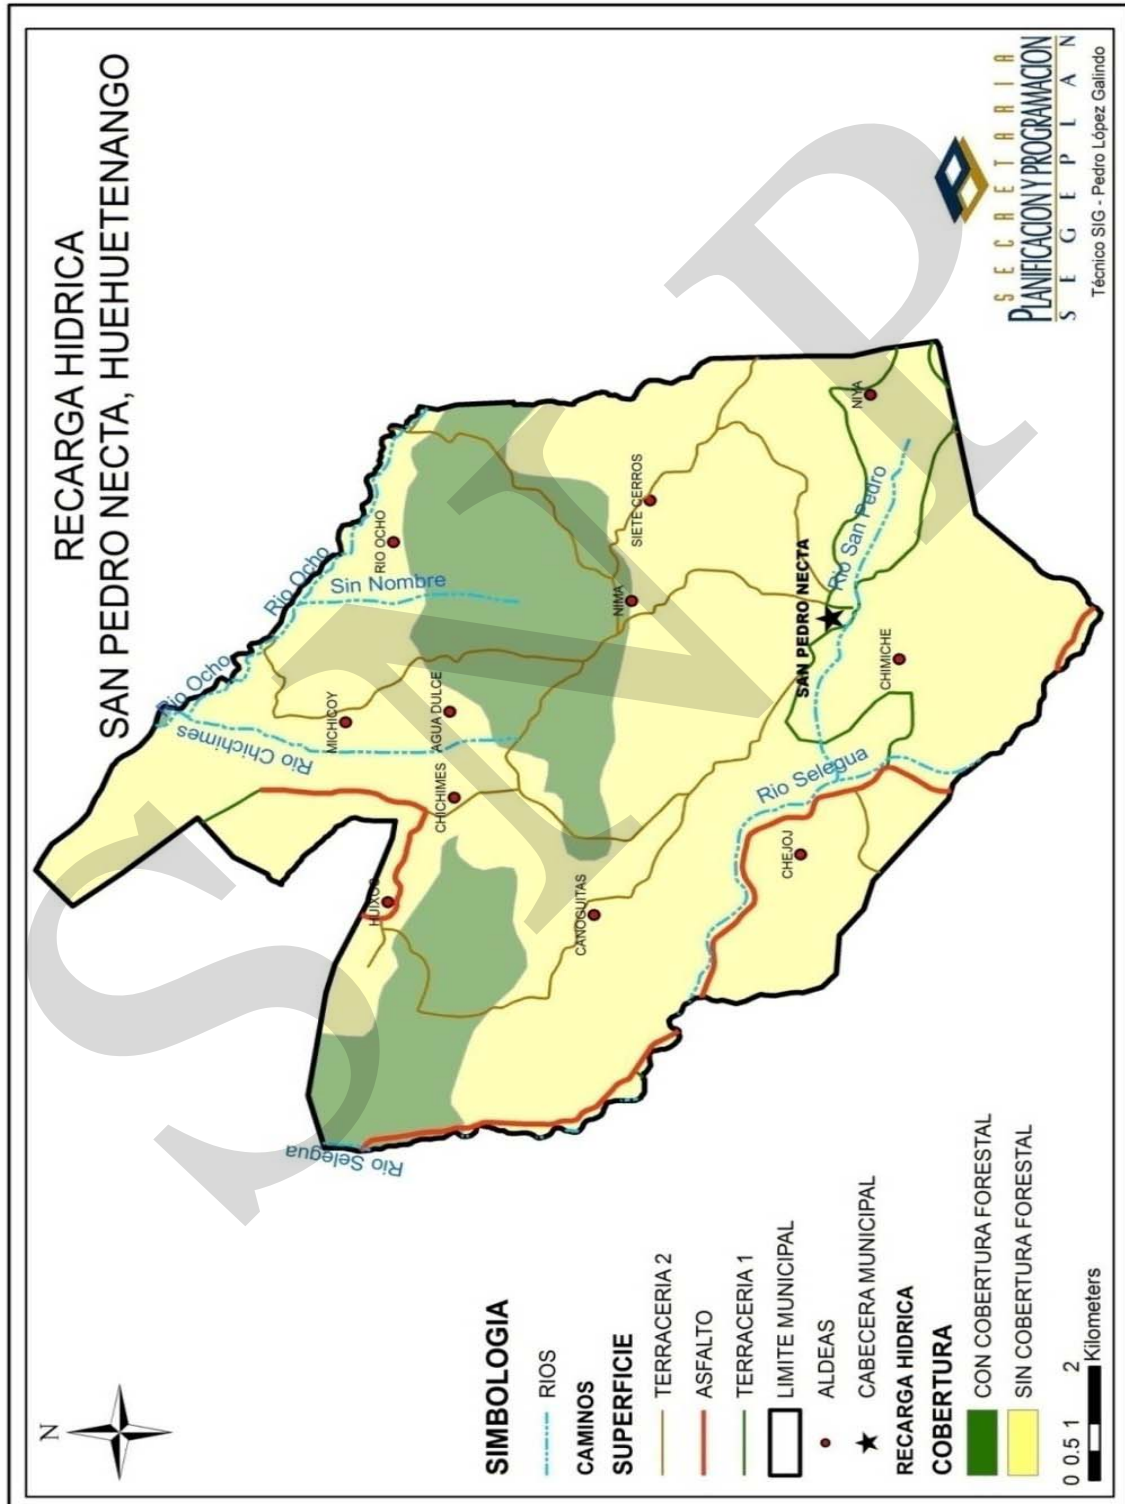 RECARGA HIDRICA
SAN PEDRO NECTA, HUEHUETENANGO
N
Rio Selegua
Rio Ocho
Rio Ocho
Rio Chichimes
Sin Nombre
RIO OCHO
MICHICOY
AGUA DULCE
CHICHIMES
HUIXOC
CANOGUITAS
NIMA
SIETE CERROS
SAN PEDRO NECTA
Rio San Pedro
NIYA
CHIMICHE
Rio Selegua
CHEJOJ
SIMBOLOGIA
RIOS
CAMINOS
SUPERFICIE
TERRACERIA 2
ASFALTO
TERRACERIA 1
LIMITE MUNICIPAL
ALDEAS
CABECERA MUNICIPAL
RECARGA HIDRICA
COBERTURA
CON COBERTURA FORESTAL
SIN COBERTURA FORESTAL
0 0.5 1 2
Kilometers
SECRETARIA
PLANIFICACION Y PROGRAMACION
SEGEPLAN
Técnico SIG - Pedro López Galindo
SNP